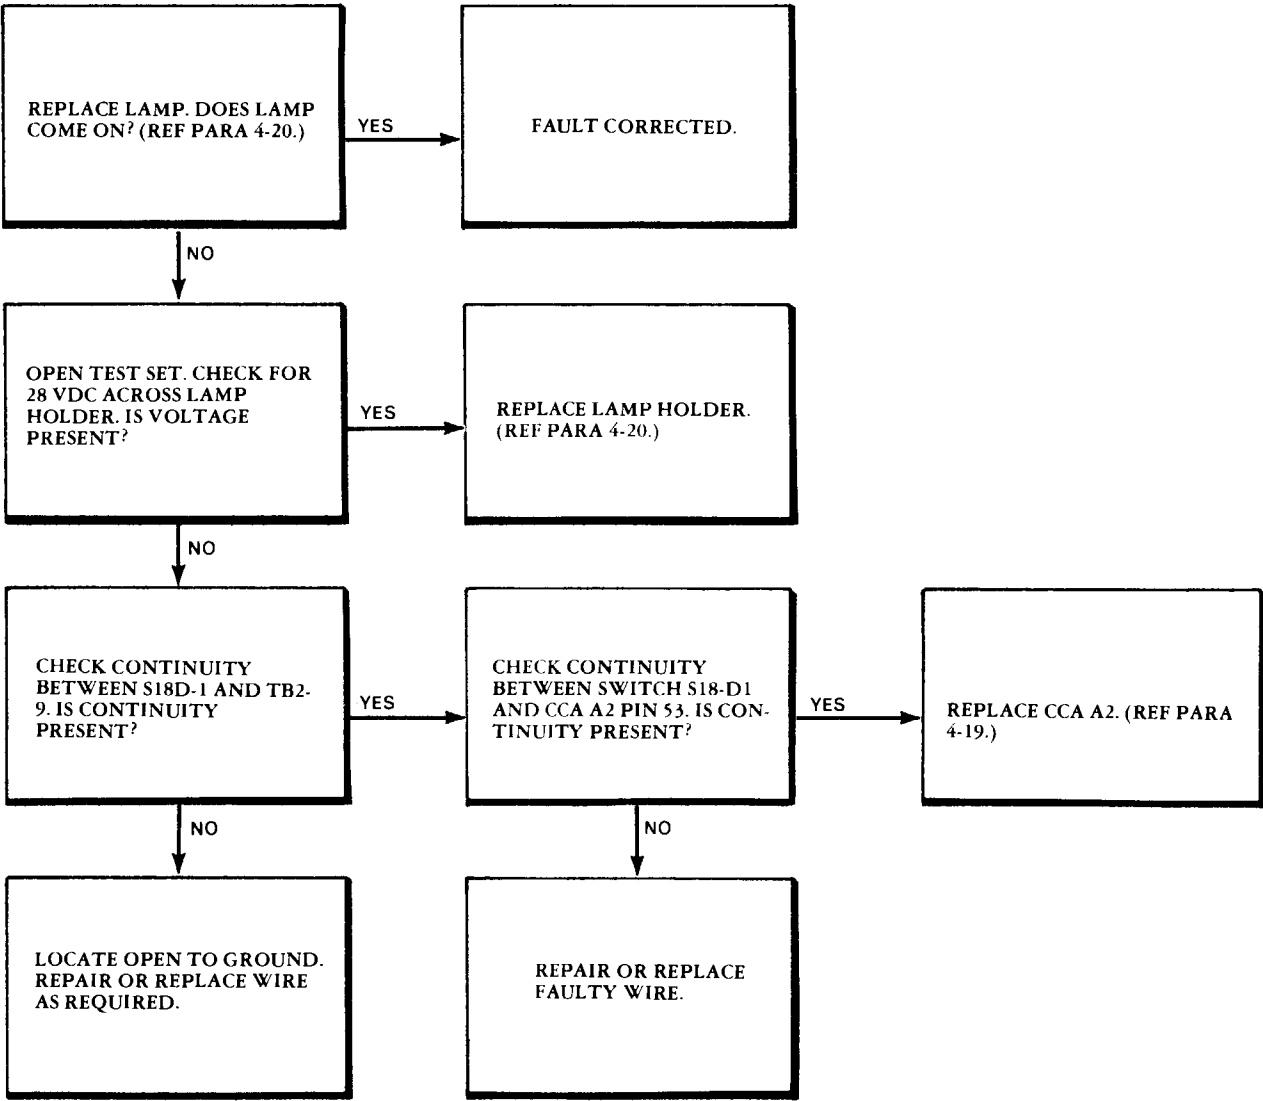 REPLACE LAMP. DOES LAMP
COME ON? (REF PARA 4-20.)
YES
FAULT CORRECTED.
NO
OPEN TEST SET. CHECK FOR
28 VDC ACROSS LAMP
HOLDER. IS VOLTAGE
PRESENT?
YES
REPLACE LAMP HOLDER.
(REF PARA 4-20.)
NO
CHECK CONTINUITY
BETWEEN S18D-1 AND TB2-
9. IS CONTINUITY
PRESENT?
YES
CHECK CONTINUITY
BETWEEN SWITCH S18-D1
AND CCA A2 PIN 53. IS CON-
TINUITY PRESENT?
YES
REPLACE CCA A2. (REF PARA
4-19.)
NO
NO
LOCATE OPEN TO GROUND.
REPAIR OR REPLACE WIRE
AS REQUIRED.
REPAIR OR REPLACE
FAULTY WIRE.